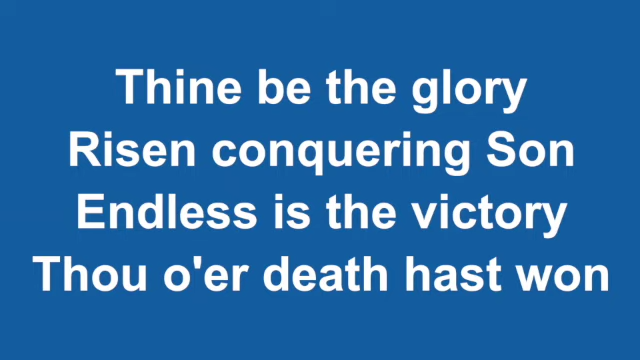 Thine be the glory
Risen conquering Son
Endless is the victory
Thou o'er death hast won